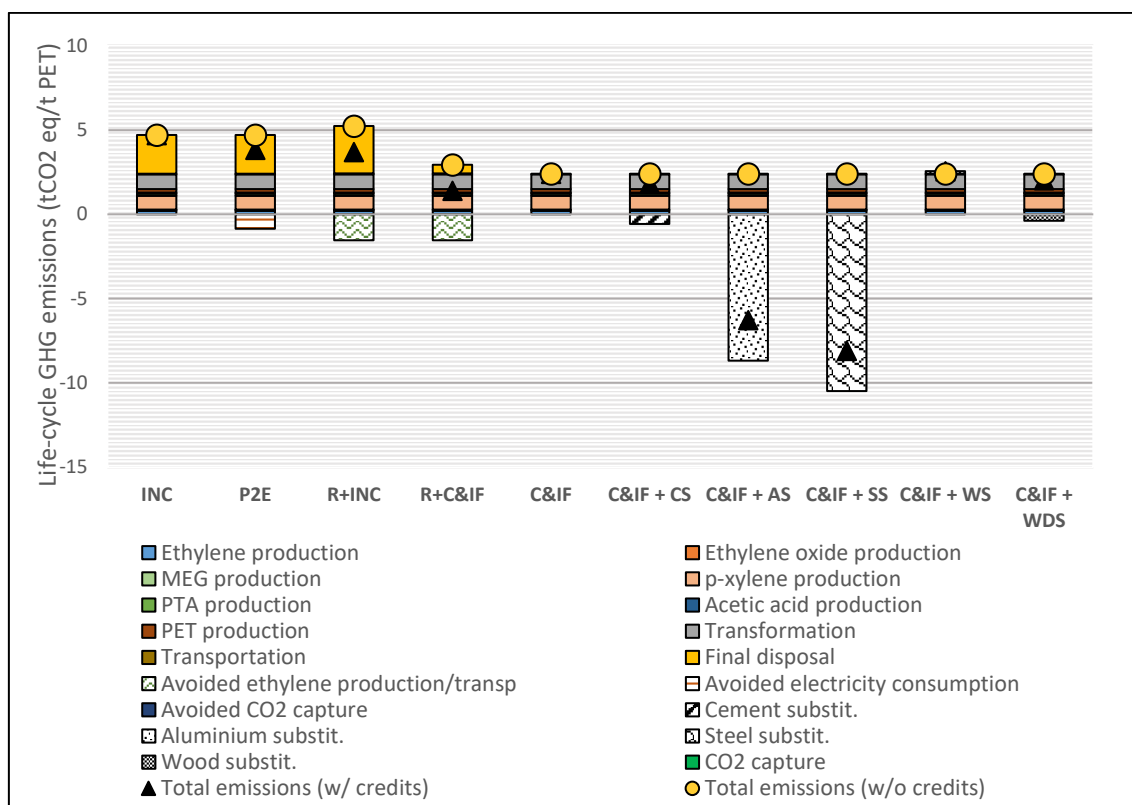 Life-cycle GHG emissions (tCO2 eq/t PET)
10
5
0
-5
-10
-15
INC P2E R+INC R+C&IF C&IF C&IF + CS C&IF + AS C&IF + SS C&IF + WS C&IF +
WDS
Ethylene production Ethylene oxide production
MEG production p-xylene production
PTA production Acetic acid production
PET production Transformation
Transportation Final disposal
Avoided ethylene production/transp Avoided electricity consumption
Avoided CO2 capture Cement substit.
Aluminium substit. Steel substit.
Wood substit. CO2 capture
Total emissions (w/ credits) Total emissions (w/o credits)